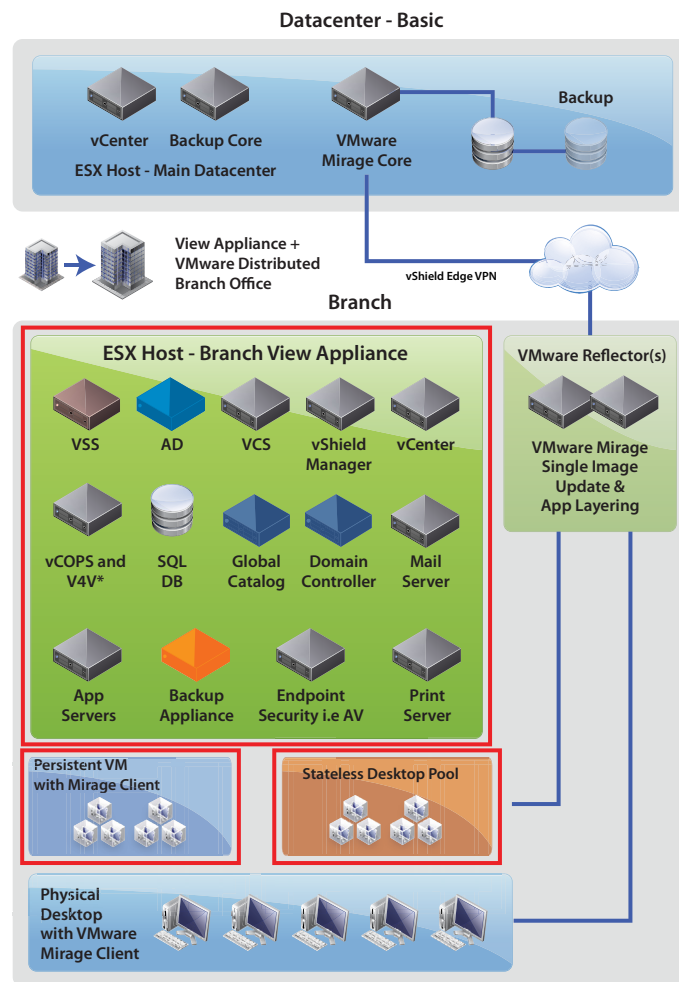 Datacenter - Basic
vCenter
Backup Core
ESX Host - Main Datacenter
VMware
Mirage Core
Backup
View Appliance +
VMware Distributed
Branch Office
vShield Edge VPN
Branch
ESX Host - Branch View Appliance
VSS
AD
VCS
vShield
Manager
vCenter
vCOPS and
V4V*
SQL
DB
Global
Catalog
Domain
Controller
Mail
Server
App
Servers
Backup
Appliance
Endpoint
Security i.e AV
Print
Server
VMware Reflector(s)
VMware Mirage
Single Image
Update &
App Layering
Persistent VM
with Mirage Client
Stateless Desktop Pool
Physical
Desktop
with VMware
Mirage Client